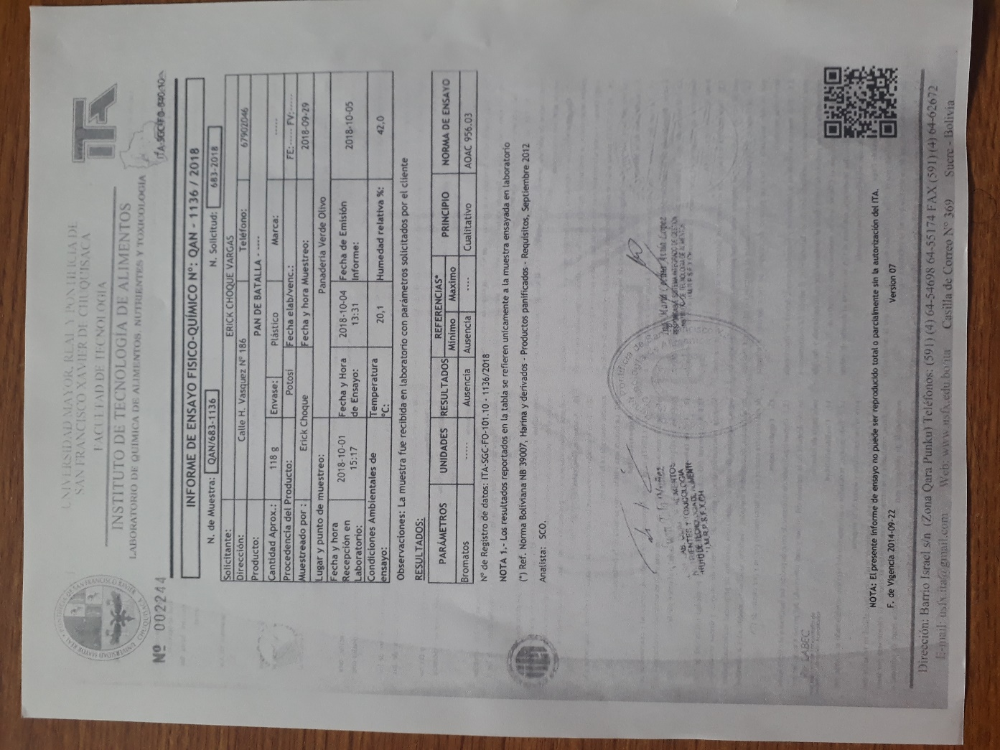 UNIVERSIDAD MAYOR, REAL Y PONTIFICIA DE
SAN FRANCISCO XAVIER DE CHUQUISACA
FACULTAD DE TECNOLOGIA
INSTITUTO DE TECNOLOGÍA DE ALIMENTOS
LABORATORIO DE QUIMICA DE ALIMENTOS, NUTRIENTES Y TOXICOLOGIA
ITA
Nº 002244
INFORME DE ENSAYO FISICO-QUÍMICO Nº: QAN - 1136 / 2018
N. de Muestra: QAN/683-1136 N. Solicitud: 683-2018
Solicitante: ERICK CHOQUE VARGAS
Dirección: Calle H. Vasquez Nº 186 Teléfono: 67902046
Producto: PAN DE BATALLA - ----
Cantidad Aprox.: 118 g Envase: Plástico Marca: -----
Procedencia del Producto: Potosí Fecha elab/venc.: FE:----- FV:------
Muestreado por : Erick Choque Fecha y hora Muestreo: 2018-09-29
Lugar y punto de muestreo: Panadería Verde Olivo
Fecha y hora Recepción en Laboratorio: 2018-10-01 15:17 Fecha y Hora de Ensayo: 2018-10-04 13:31 Fecha de Emisión Informe: 2018-10-05
Condiciones Ambientales de ensayo: Temperatura °C: 20,1 Humedad relativa %: 42,0
Observaciones: La muestra fue recibida en laboratorio con parámetros solicitados por el cliente
RESULTADOS:
PARÁMETROS UNIDADES RESULTADOS REFERENCIAS* PRINCIPIO NORMA DE ENSAYO
Mínimo Maximo
Bromatos ----- Ausencia Ausencia ---- Cualitativo AOAC 956.03
Nº de Registro de datos: ITA-SGC-FO-101.10 - 1136/2018
NOTA 1.- Los resultados reportados en la tabla se refieren unicamente a la muestra ensayada en laboratorio
(*) Ref. Norma Boliviana NB 39007, Harina y derivados - Productos panificados - Requisitos, Septiembre 2012
Analista: SCO.
NOTA: El presente informe de ensayo no puede ser reproducido total o parcialmente sin la autorización del ITA.
F. de Vigencia 2014-09-22 Version 07
Dirección: Barrio Israel s/n (Zona Qara Punku) Teléfonos: (591) (4) 64-54698 64-55174 FAX (591) (4) 64-62672
E-mail: usfx.ita@gmail.com Web: www.usfx.edu.bo/ita Casilla de Correo Nº 369 Sucre - Bolivia